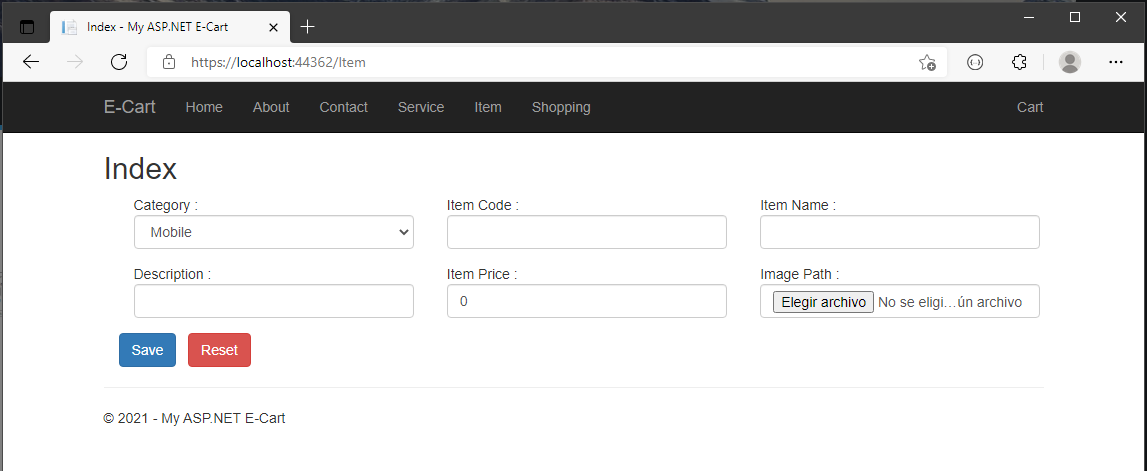 Index - My ASP.NET E-Cart
https://localhost:44362/Item
E-Cart Home About Contact Service Item Shopping Cart
Index
Category : Item Code : Item Name :
Mobile
Description : Item Price : Image Path :
0 Elegir archivo No se eligi...ún archivo
Save Reset
© 2021 - My ASP.NET E-Cart